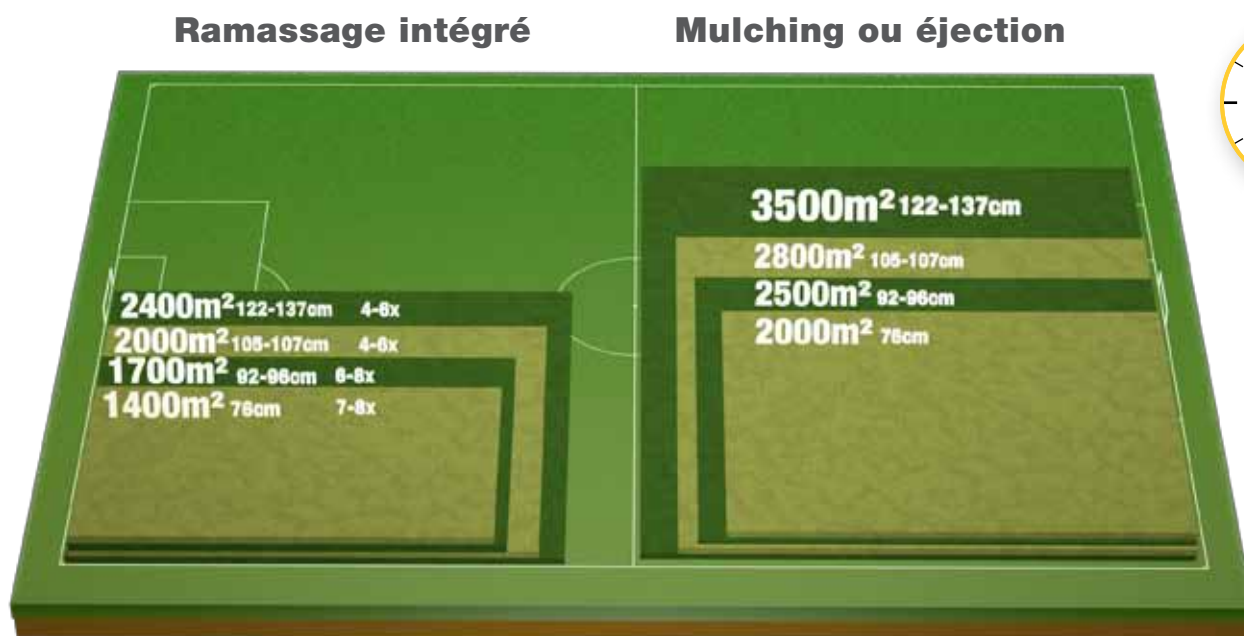 Ramassage intégré
Mulching ou éjection
2400m² 122-137cm 4-6x
2000m² 105-107cm 4-6x
1700m² 92-96cm 6-8x
1400m² 76cm 7-8x
3500m² 122-137cm
2800m² 105-107cm
2500m² 92-96cm
2000m² 76cm